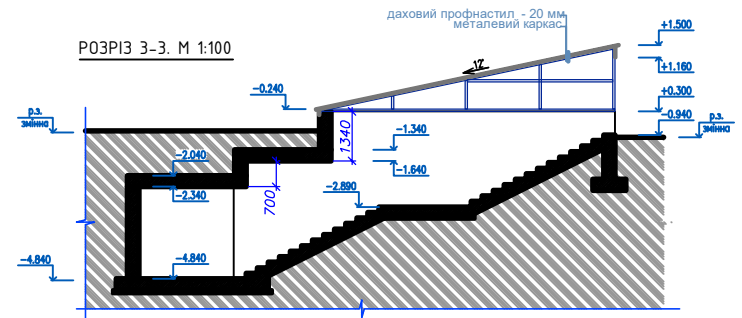 даховий профнастил - 20 мм
металевий каркас
РОЗРІЗ 3-3. М 1:100
+1.500
12°
+1.160
-0.240
+0.300
р.з.
змінна
-0.940
р.з.
змінна
1340
-1.340
-2.040
-1.640
-2.340
700
-2.890
-4.840
-4.840